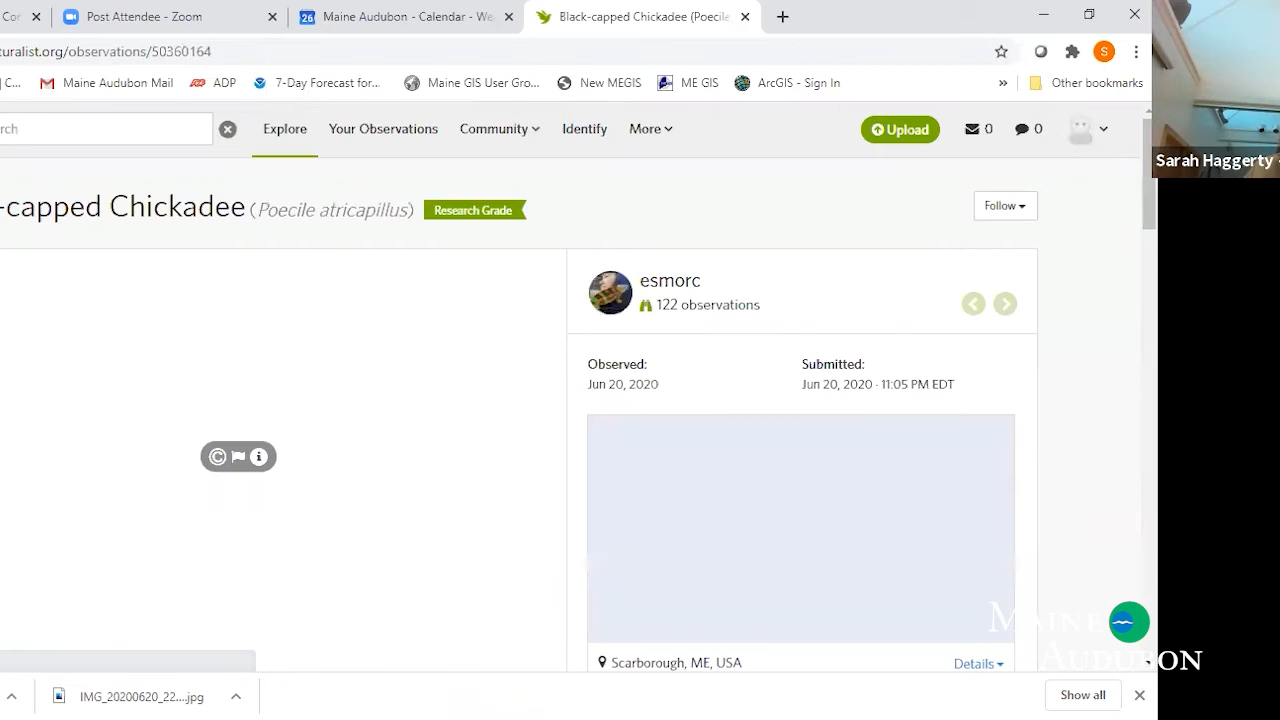 Cor
Post Attendee - Zoom
26
Maine Audubon - Calendar - We
Black-capped Chickadee (Poecile
uralist.org/observations/50360164
S
C...
Maine Audubon Mail
ADP
7-Day Forecast for...
Maine GIS User Gro...
New MEGIS
ME GIS
ArcGIS - Sign In
»
Other bookmarks
rch
Explore
Your Observations
Community
Identify
More
Upload
0
0
Sarah Haggerty -
-capped Chickadee (Poecile atricapillus)
Research Grade
Follow
esmorc
122 observations
Observed:
Jun 20, 2020
Submitted:
Jun 20, 2020 · 11:05 PM EDT
Scarborough, ME, USA
Details
MAINE
AUDUBON
IMG_20200620_22....jpg
Show all